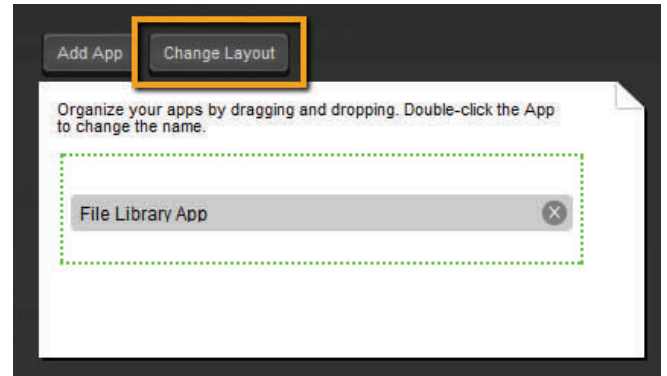 Add App Change Layout
Organize your apps by dragging and dropping. Double-click the App
to change the name.
File Library App